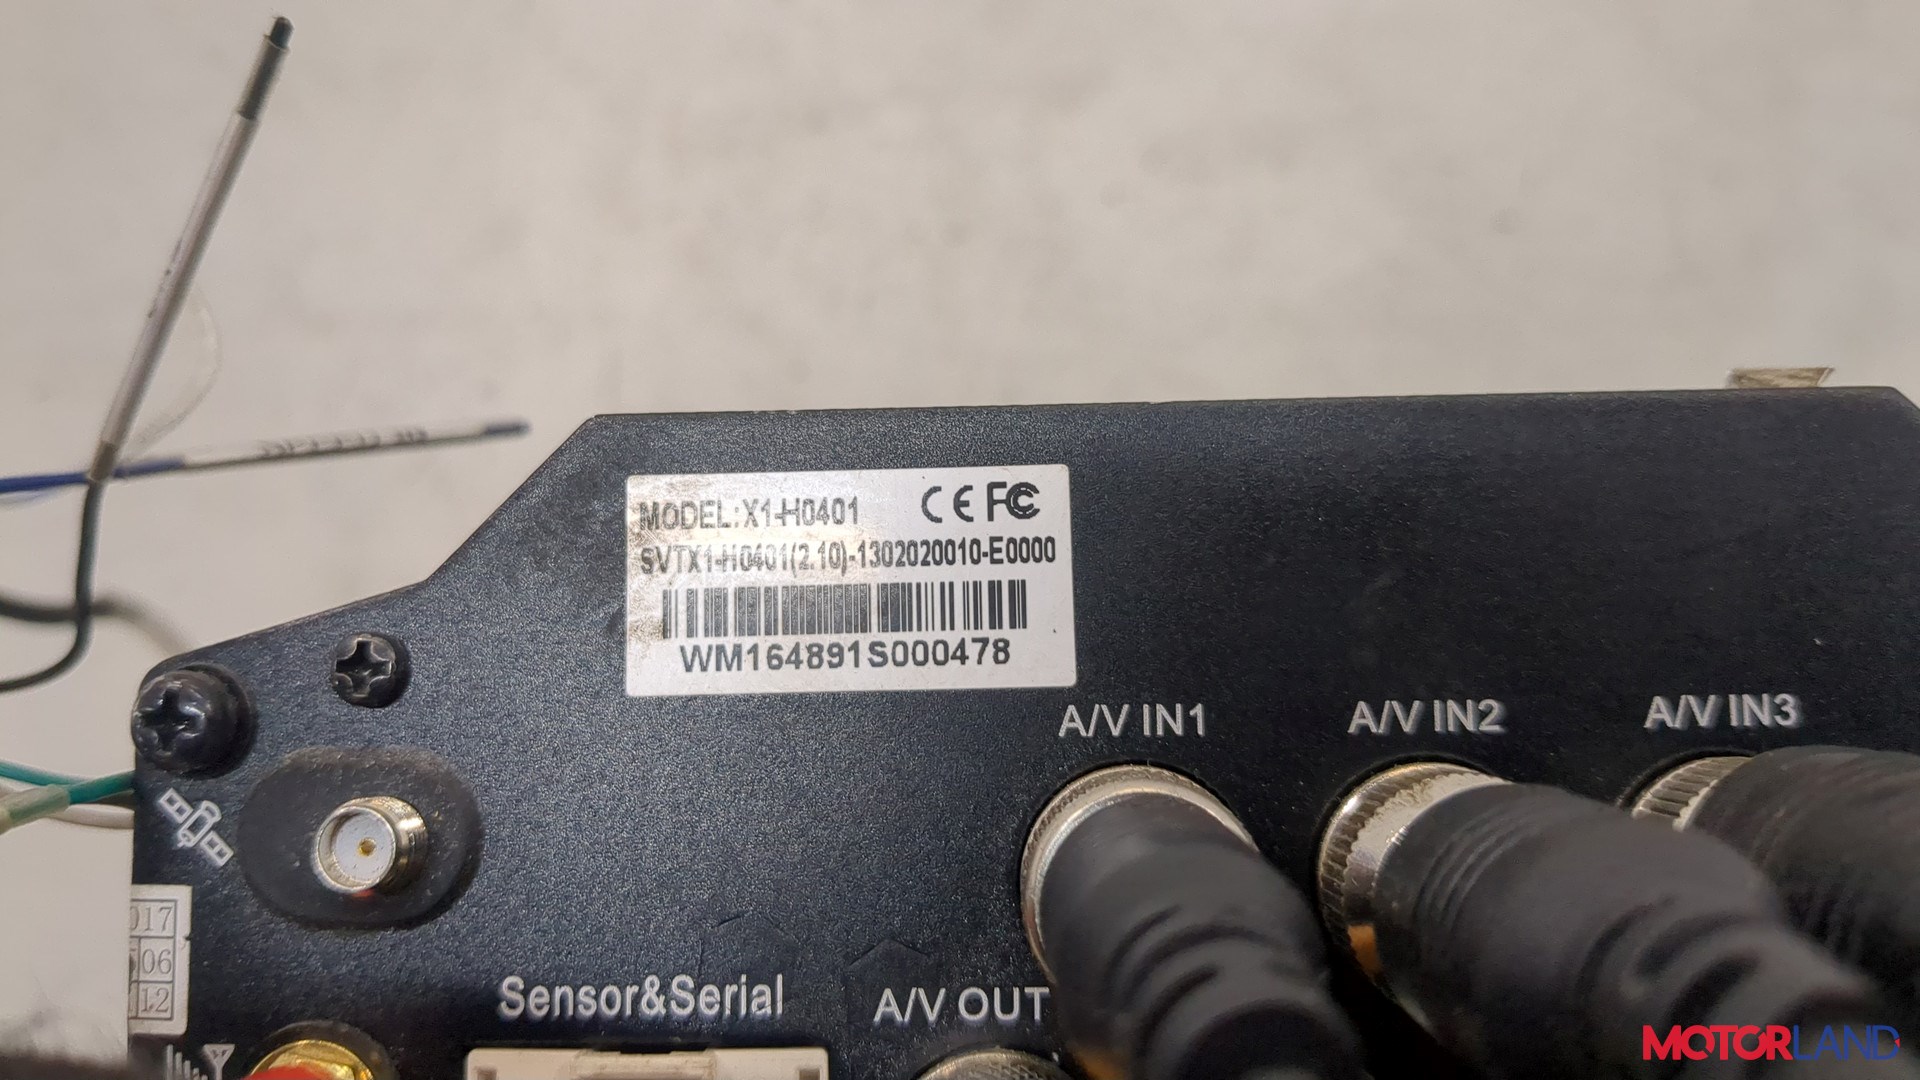 MODEL:X1-H0401 CE FC
SVTX1-H0401(2.10)-1302020010-E0000
WM164891S000478
A/V IN1
A/V IN2
A/V IN3
017
06
12
Sensor&Serial
A/V OUT
MOTORLAND